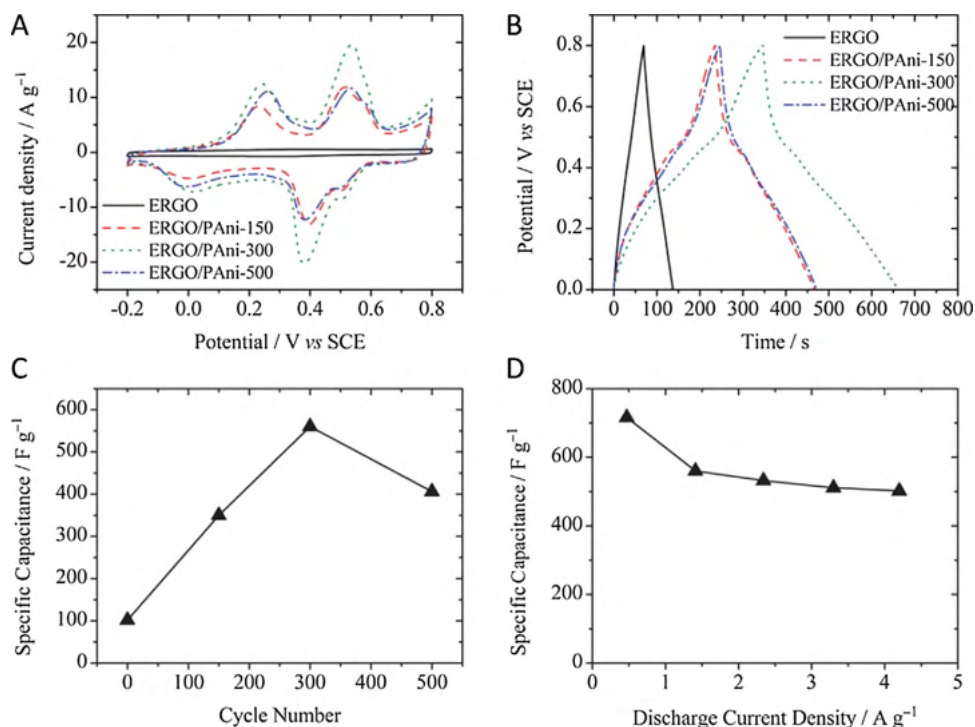 A
Current density / A g⁻¹
20
10
0
-10
-20
ERGO
ERGO/PAni-150
ERGO/PAni-300
ERGO/PAni-500
-0.2 0.0 0.2 0.4 0.6 0.8
Potential / V vs SCE
B
Potential / V vs SCE
0.8
0.6
0.4
0.2
0.0
ERGO
ERGO/PAni-150
ERGO/PAni-300
ERGO/PAni-500
0 100 200 300 400 500 600 700 800
Time / s
C
Specific Capacitance / F g⁻¹
600
500
400
300
200
100
0
0 100 200 300 400 500
Cycle Number
D
Specific Capacitance / F g⁻¹
800
600
400
200
0
0 1 2 3 4 5
Discharge Current Density / A g⁻¹